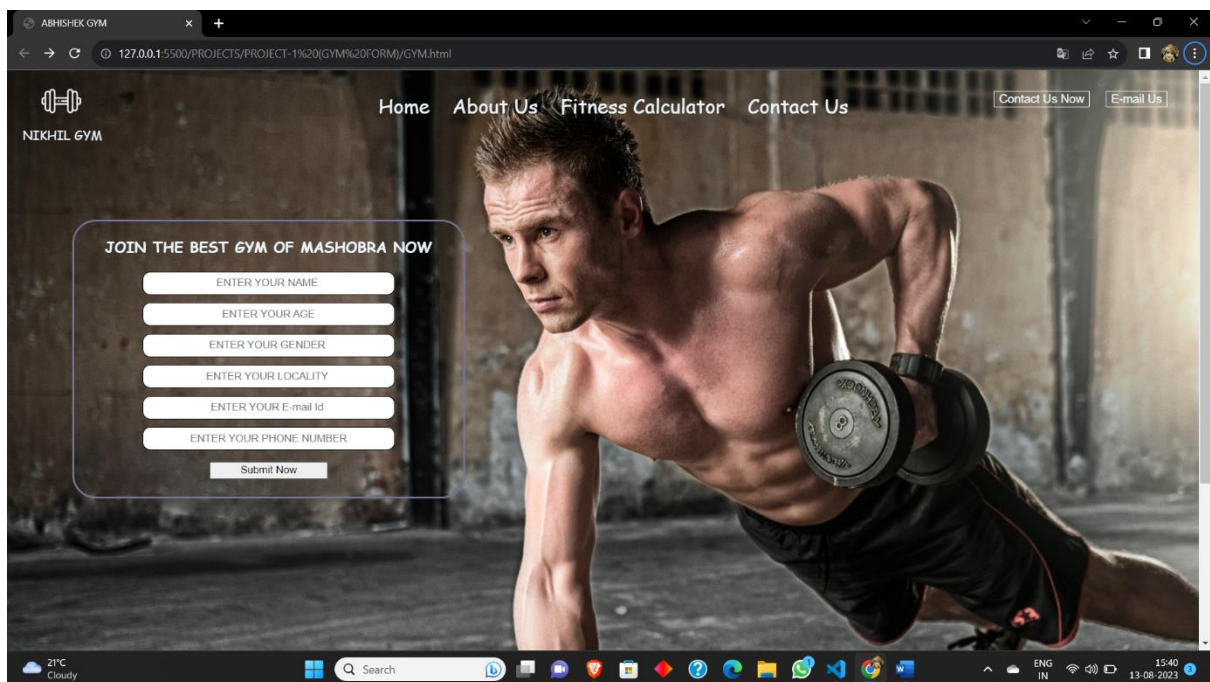 ABHISHEK GYM
127.0.0.1:5500/PROJECTS/PROJECT-1%20(GYM%20FORM)/GYM.html
NIKHIL GYM
Home About Us Fitness Calculator Contact Us
Contact Us Now E-mail Us
JOIN THE BEST GYM OF MASHOBRA NOW
ENTER YOUR NAME
ENTER YOUR AGE
ENTER YOUR GENDER
ENTER YOUR LOCALITY
ENTER YOUR E-mail Id
ENTER YOUR PHONE NUMBER
Submit Now
8
21°C
Cloudy
Search
ENG
IN
15:40
13-08-2023
3